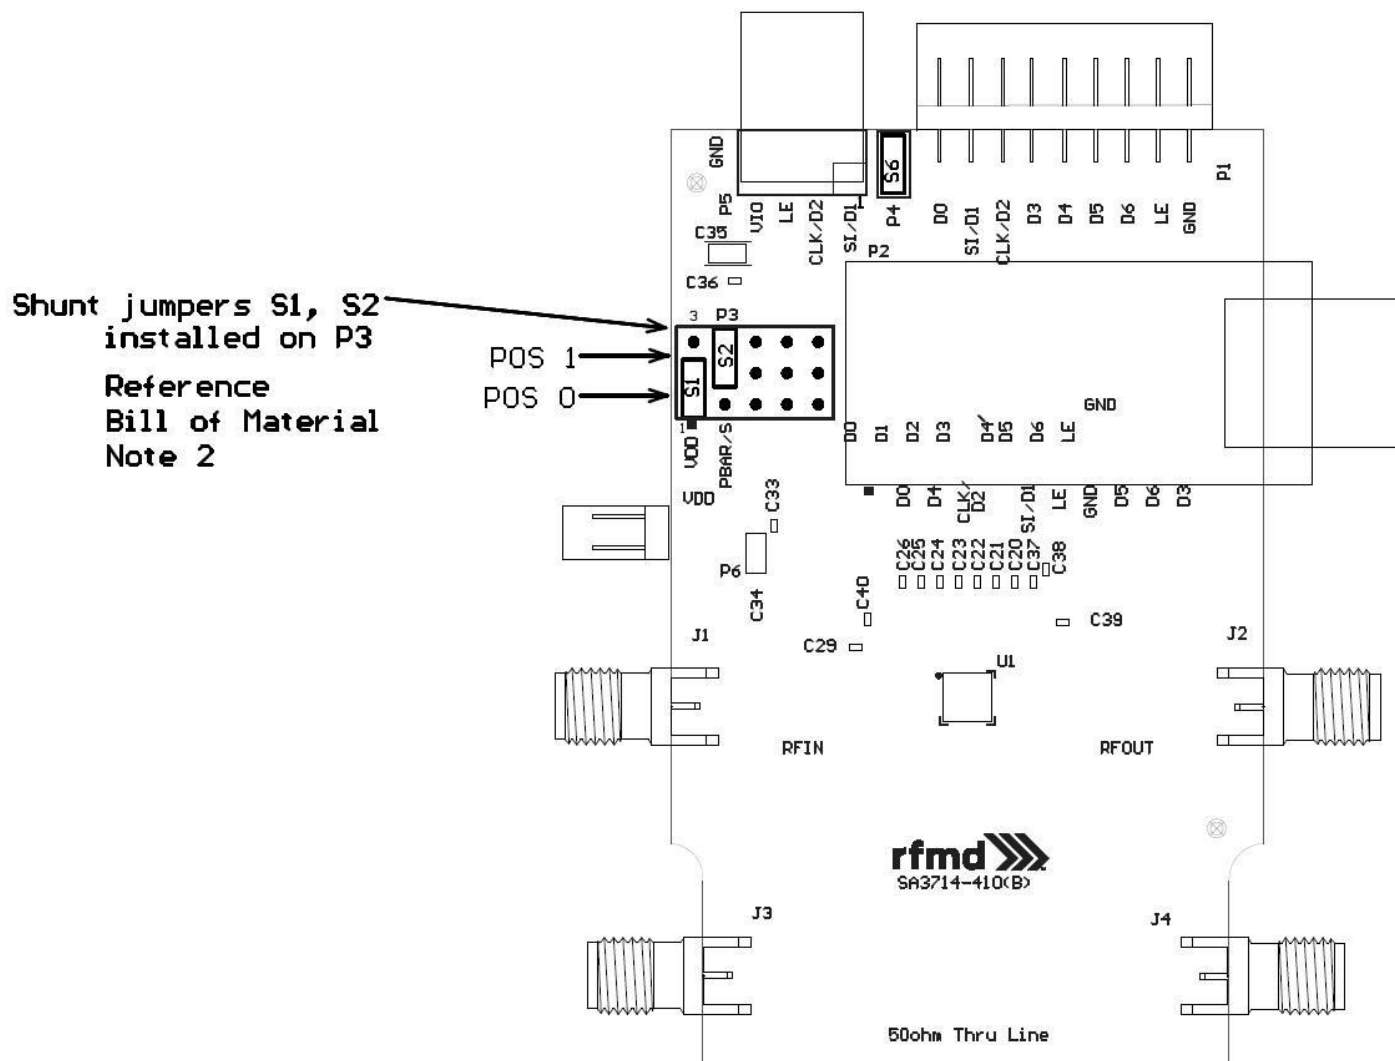 GND
S6
P1
P5
VIO
LE
CLK/D2
SI/D1
1
P4
D0
SI/D1
CLK/D2
D3
D4
D5
D6
LE
GND
C35
P2
C36
Shunt jumpers S1, S2
installed on P3
3
P3
POS 1
S2
Reference
Bill of Material
Note 2
POS 0
S1
1
VDD
PBAR/S
GND
D0
D1
D2
D3
D4/
D5
D6
LE
VDD
C33
D0
D4
CLK/
D2
SI/D1
LE
GND
D5
D6
D3
P6
C34
C26
C25
C24
C23
C22
C21
C20
C37
C38
C40
C29
C39
J1
J2
U1
RFIN
RFOUT
rfmd
SA3714-410(B)
J3
J4
50ohm Thru Line